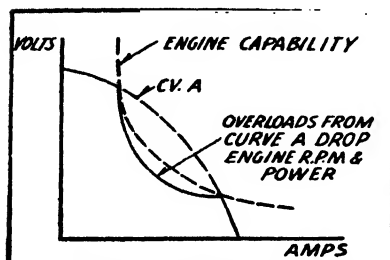 VOLTS
ENGINE CAPABILITY
CV. A
OVERLOADS FROM
CURVE A DROP
ENGINE R.P.M &
POWER
AMPS